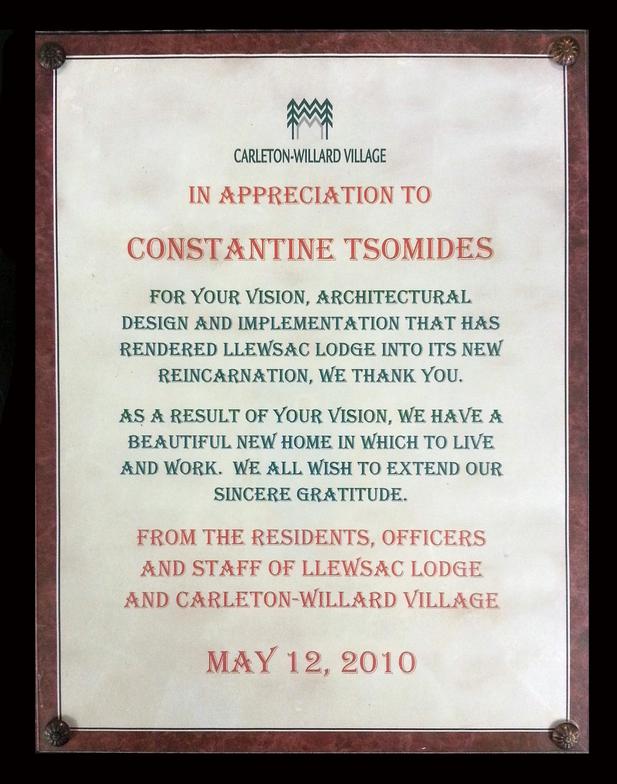 CARLETON-WILLARD VILLAGE
IN APPRECIATION TO
CONSTANTINE TSOMIDES
FOR YOUR VISION, ARCHITECTURAL
DESIGN AND IMPLEMENTATION THAT HAS
RENDERED LLEWSAC LODGE INTO ITS NEW
REINCARNATION, WE THANK YOU.
AS A RESULT OF YOUR VISION, WE HAVE A
BEAUTIFUL NEW HOME IN WHICH TO LIVE
AND WORK. WE ALL WISH TO EXTEND OUR
SINCERE GRATITUDE.
FROM THE RESIDENTS, OFFICERS
AND STAFF OF LLEWSAC LODGE
AND CARLETON-WILLARD VILLAGE
MAY 12, 2010